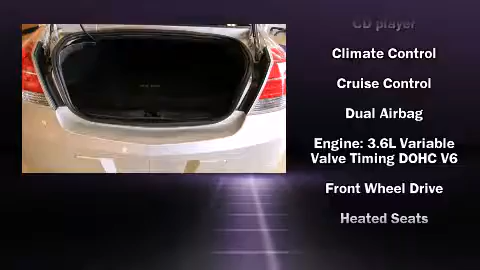 CD player
Climate Control
Cruise Control
Dual Airbag
Engine: 3.6L Variable
Valve Timing DOHC V6
Front Wheel Drive
Heated Seats